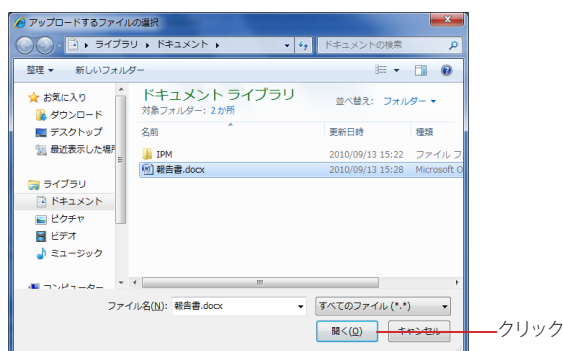 アップロードするファイルの選択
ライブラリ ▸ ドキュメント ▸
ドキュメントの検索
整理 ▼ 新しいフォルダー
お気に入り
ダウンロード
デスクトップ
最近表示した場所
ライブラリ
ドキュメント
ピクチャ
ビデオ
ミュージック
コンピューター
ドキュメント ライブラリ
対象フォルダー: 2 か所
並べ替え: フォルダー ▼
名前 更新日時 種類
IPM 2010/09/13 15:22 ファイル フ
報告書.docx 2010/09/13 15:28 Microsoft O
ファイル名(N): 報告書.docx
すべてのファイル (*.*)
開く(O) キャンセル
クリック